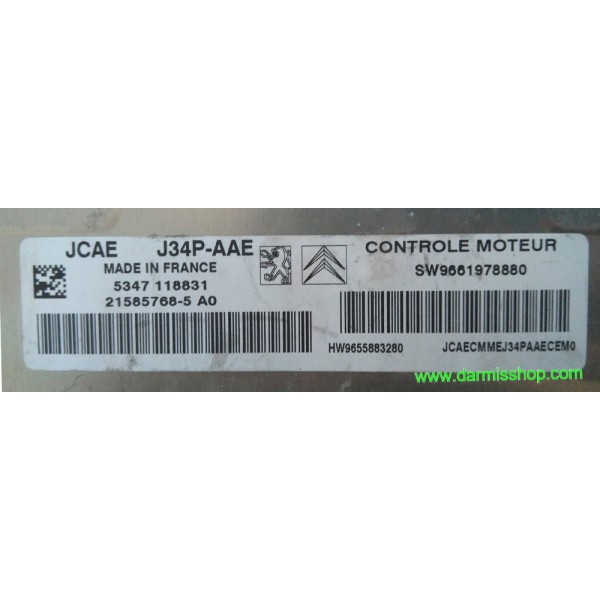 JCAE J34P-AAE
MADE IN FRANCE
5347 118831
21585768-5 A0
CONTROLE MOTEUR
SW9661978880
HW9655883280 JCAECMMEJ34PAAECEM0
www.darmisshop.com